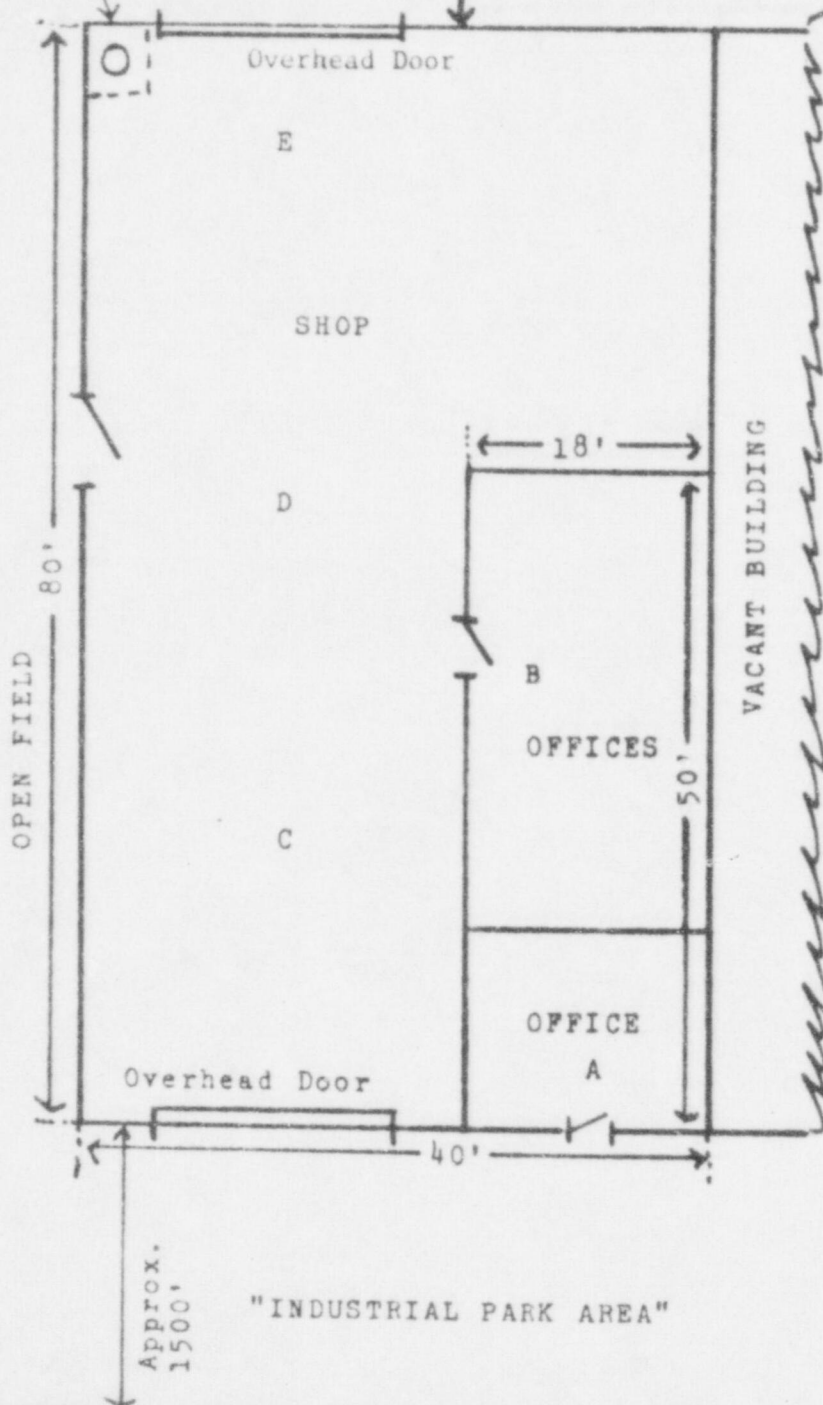 O
Overhead Door
E
SHOP
18'
D
80'
VACANT BUILDING
B
OPEN FIELD
OFFICES
50'
C
OFFICE
A
Overhead Door
40'
Approx.
1500'
"INDUSTRIAL PARK AREA"